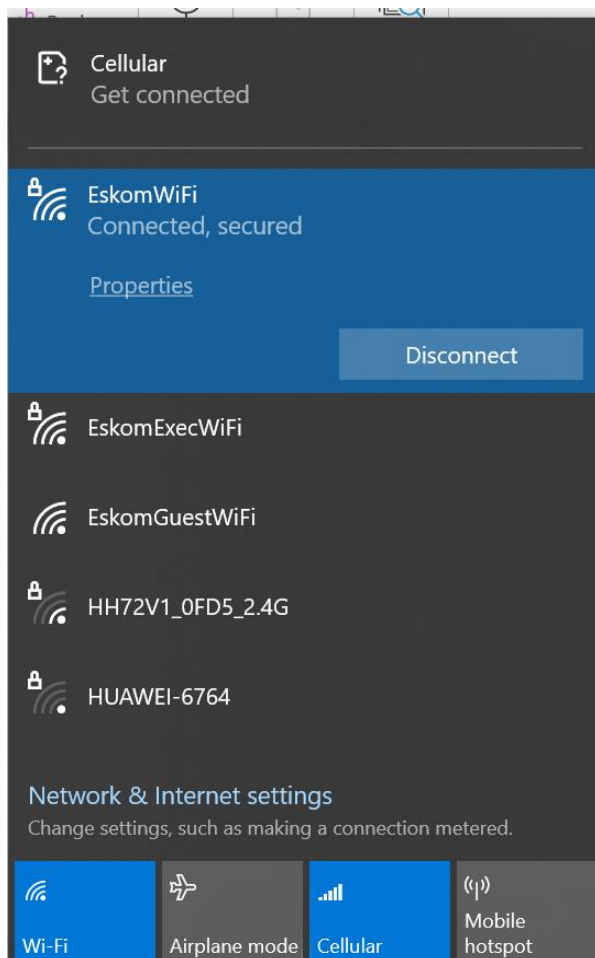 Cellular
Get connected
EskomWiFi
Connected, secured
Properties
Disconnect
EskomExecWiFi
EskomGuestWiFi
HH72V1_0FD5_2.4G
HUAWEI-6764
Network & Internet settings
Change settings, such as making a connection metered.
Wi-Fi
Airplane mode
Cellular
Mobile
hotspot